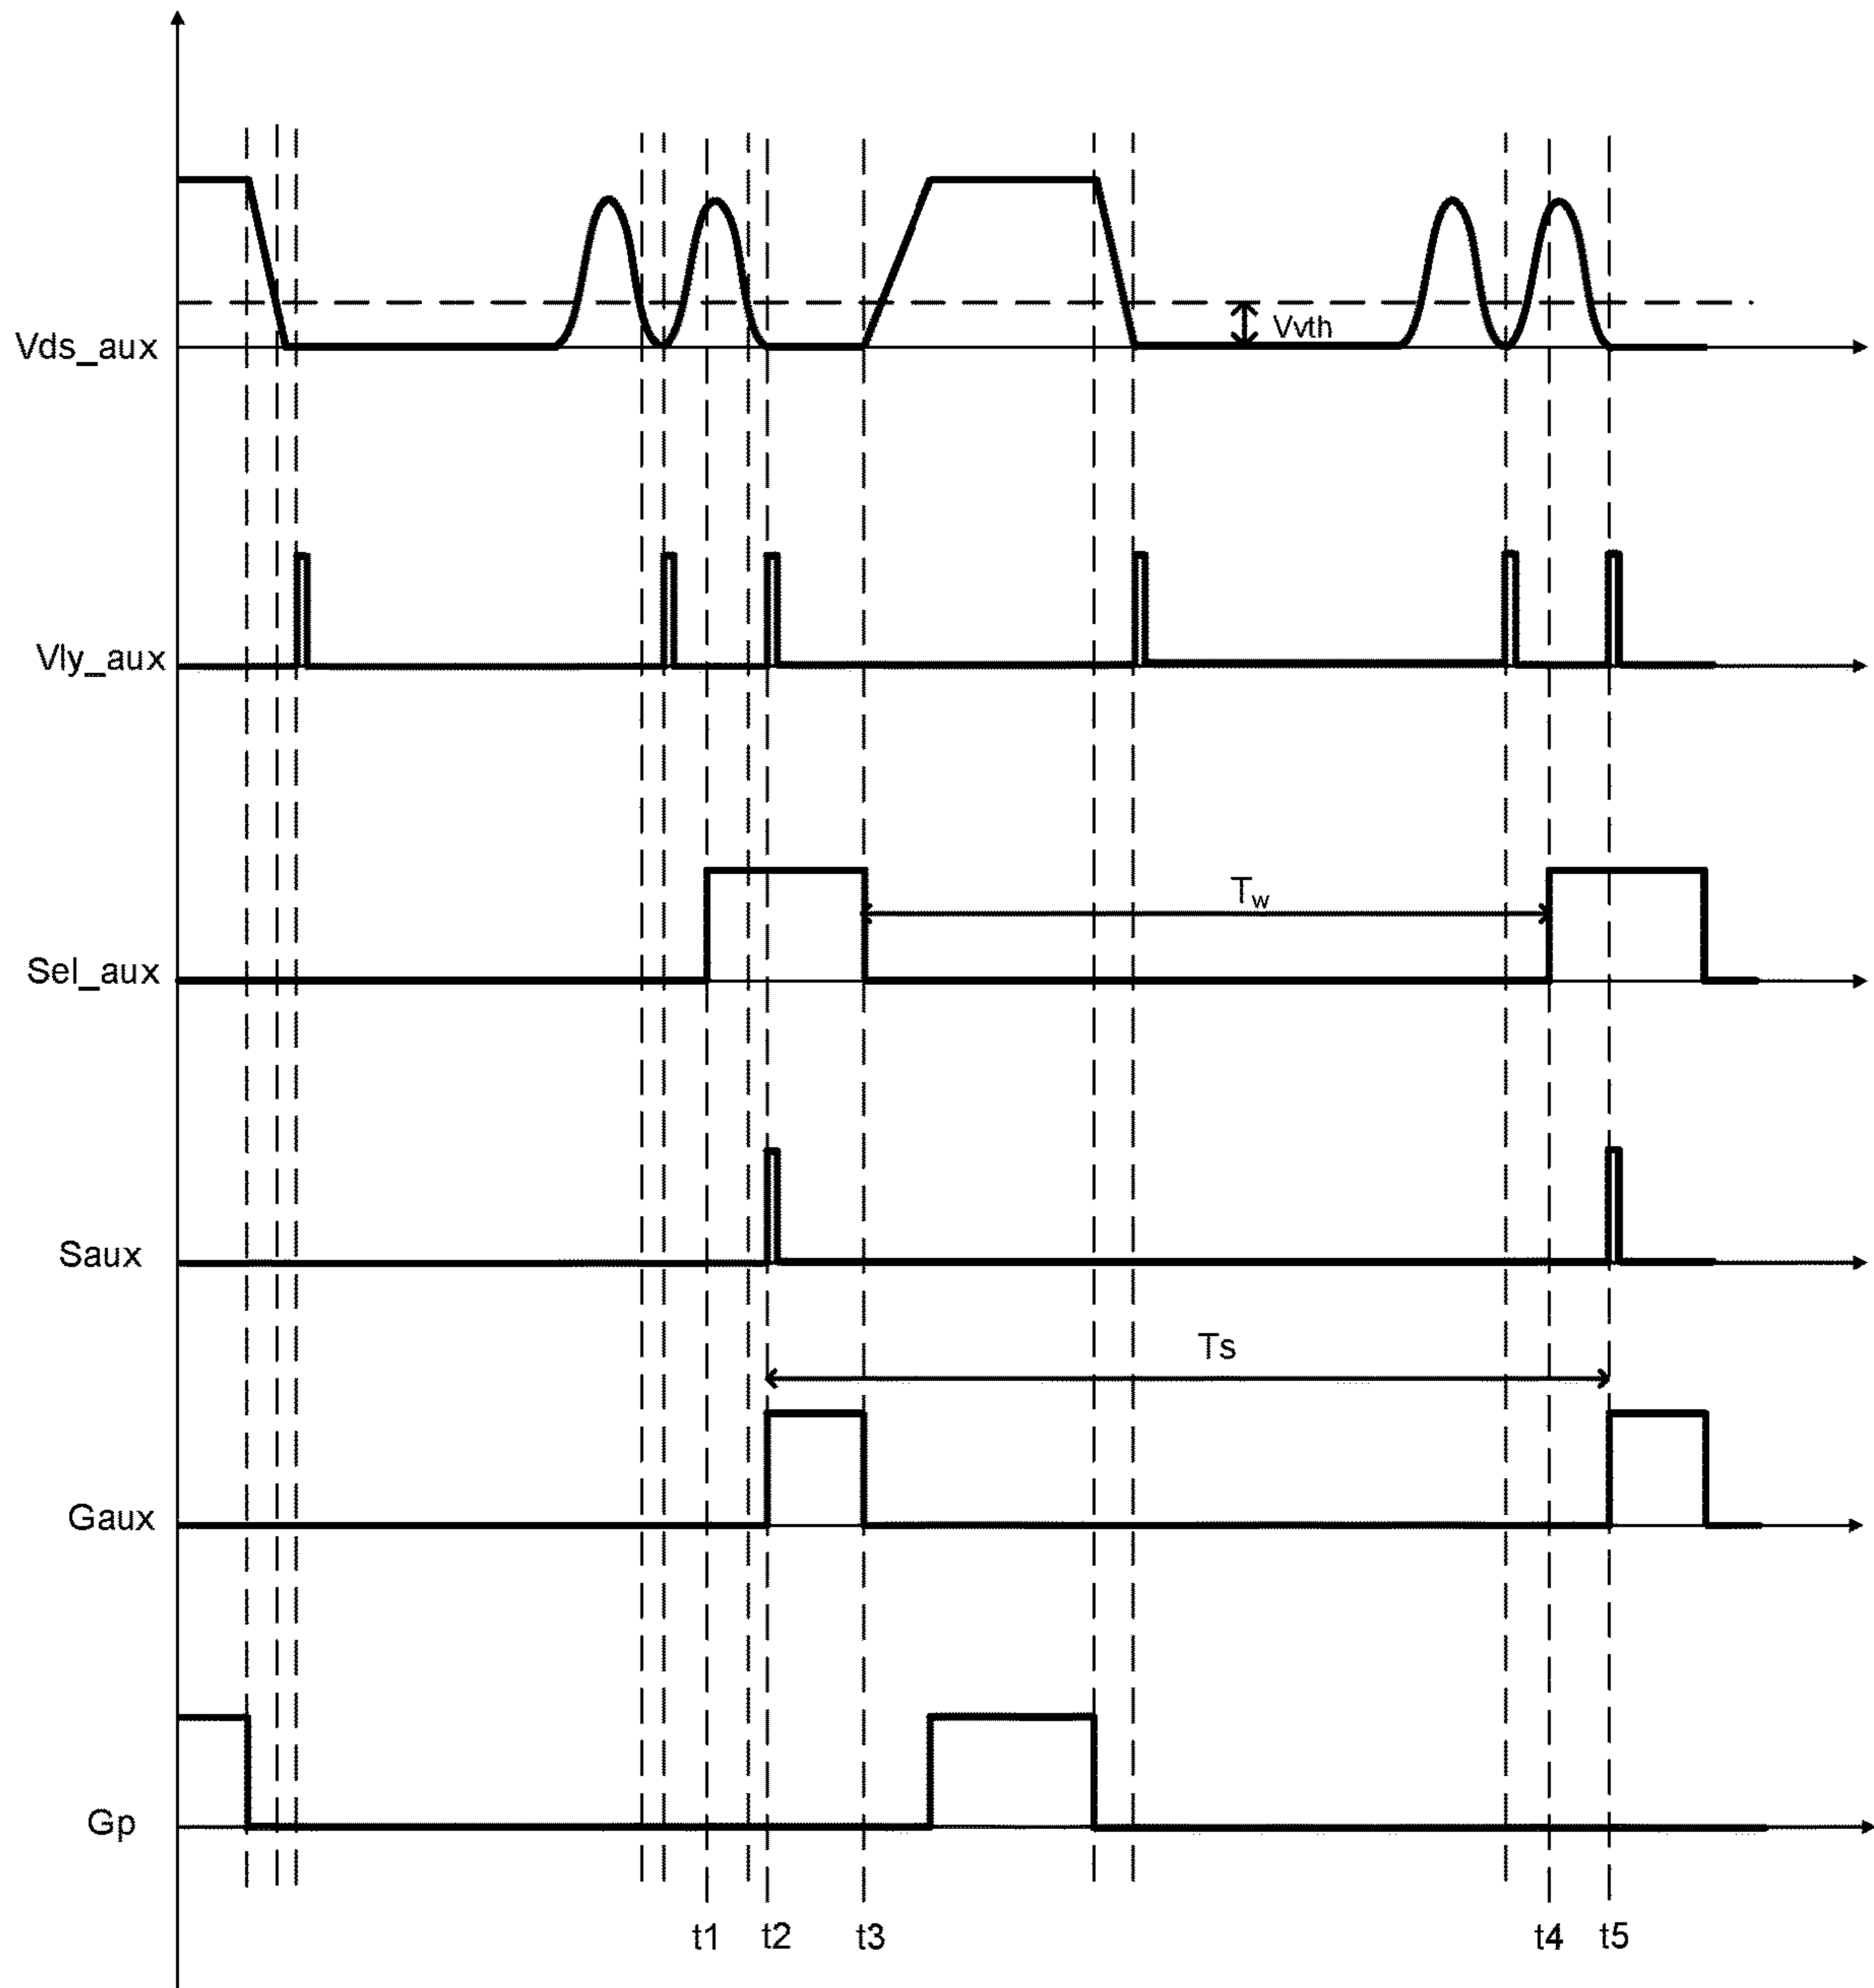 Vvth
Vds_aux
Vly_aux
Tw
Sel_aux
Saux
Ts
Gaux
Gp
t1 t2 t3 t4 t5